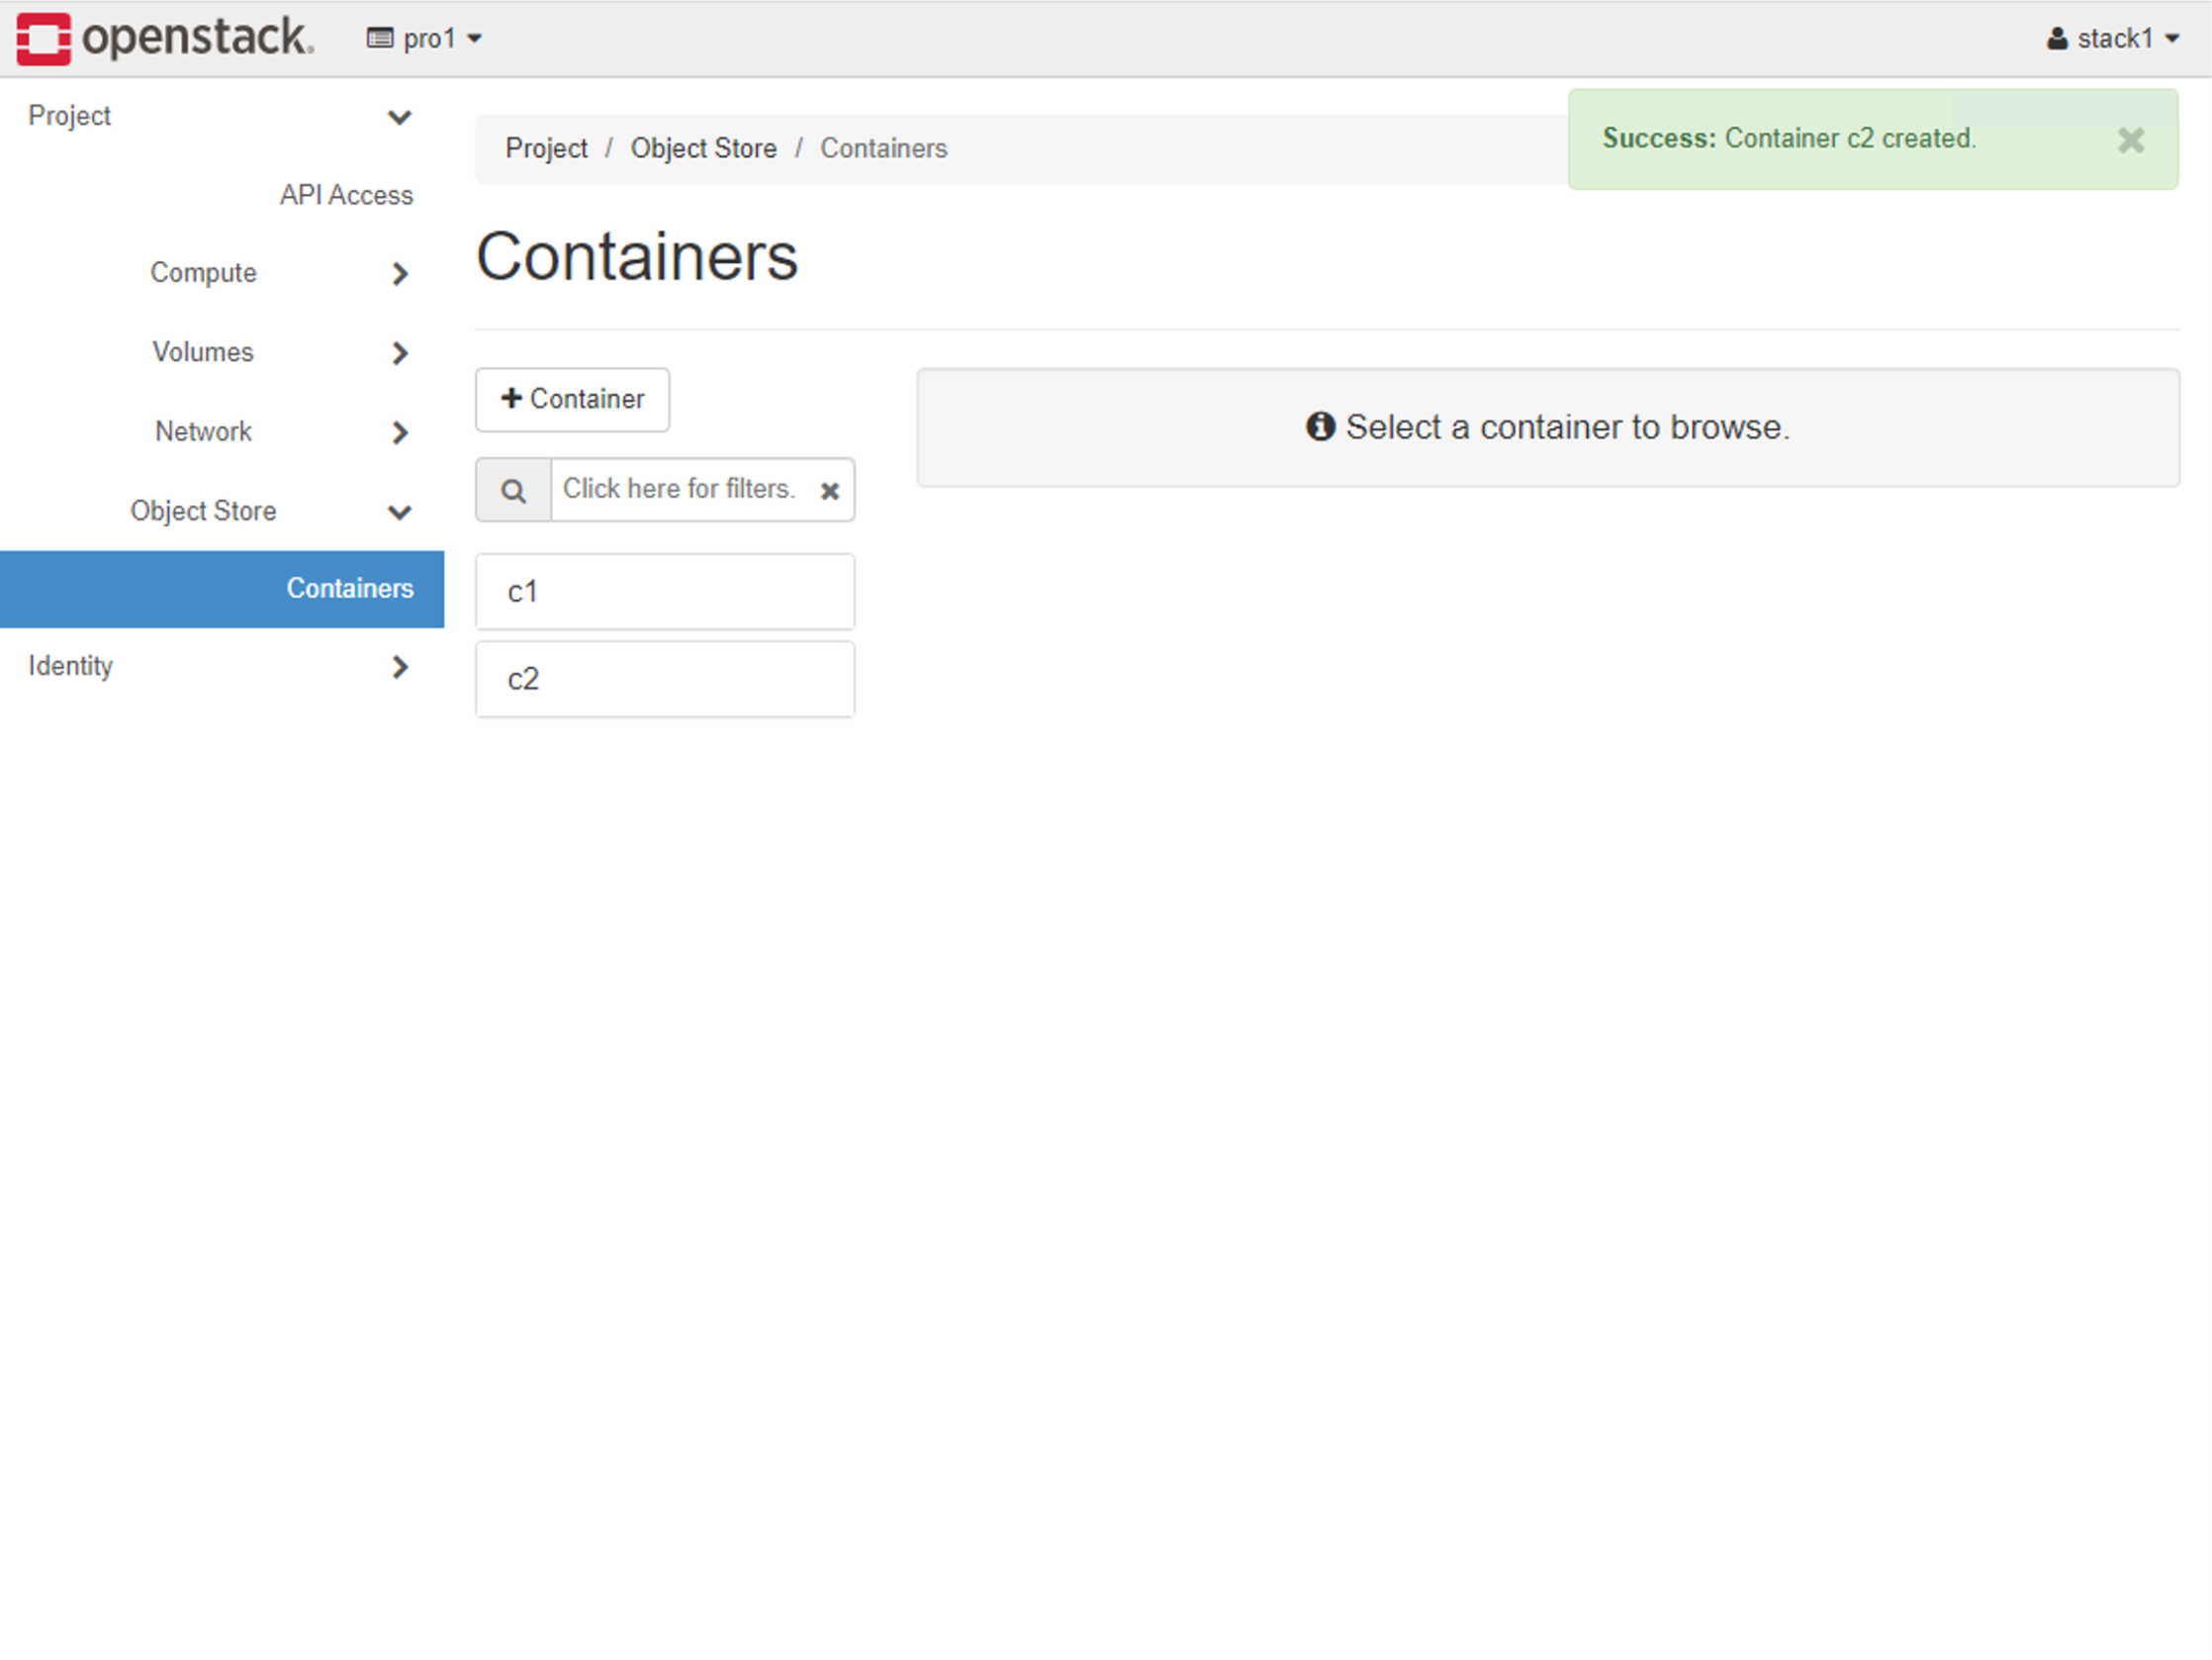 openstack.
pro1
stack1
Project
API Access
Compute
Volumes
Network
Object Store
Containers
Identity
Project / Object Store / Containers
Success: Container c2 created.
Containers
Container
Click here for filters.
c1
c2
Select a container to browse.